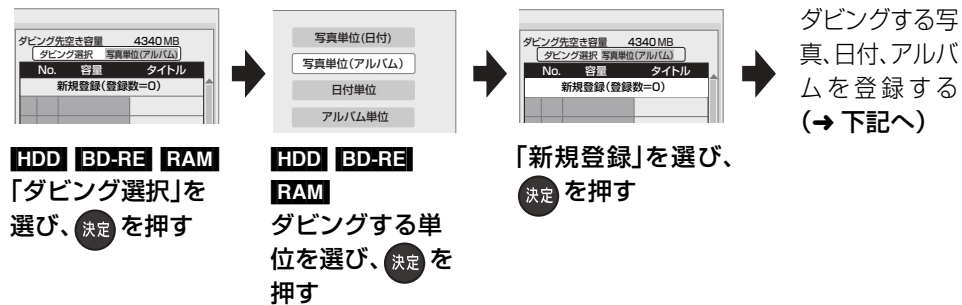 ダビング先空き容量 4340 MB
ダビング選択 写真単位(アルバム)
No. 容量 タイトル
新規登録(登録数=0)
HDD BD-RE RAM
「ダビング選択」を
選び、決定 を押す
写真単位(日付)
写真単位(アルバム)
日付単位
アルバム単位
HDD BD-RE
RAM
ダビングする単
位を選び、決定 を
押す
ダビング先空き容量 4340 MB
ダビング選択 写真単位(アルバム)
No. 容量 タイトル
新規登録(登録数=0)
「新規登録」を選び、
決定 を押す
ダビングする写
真、日付、アルバ
ムを登録する
(➜ 下記へ)